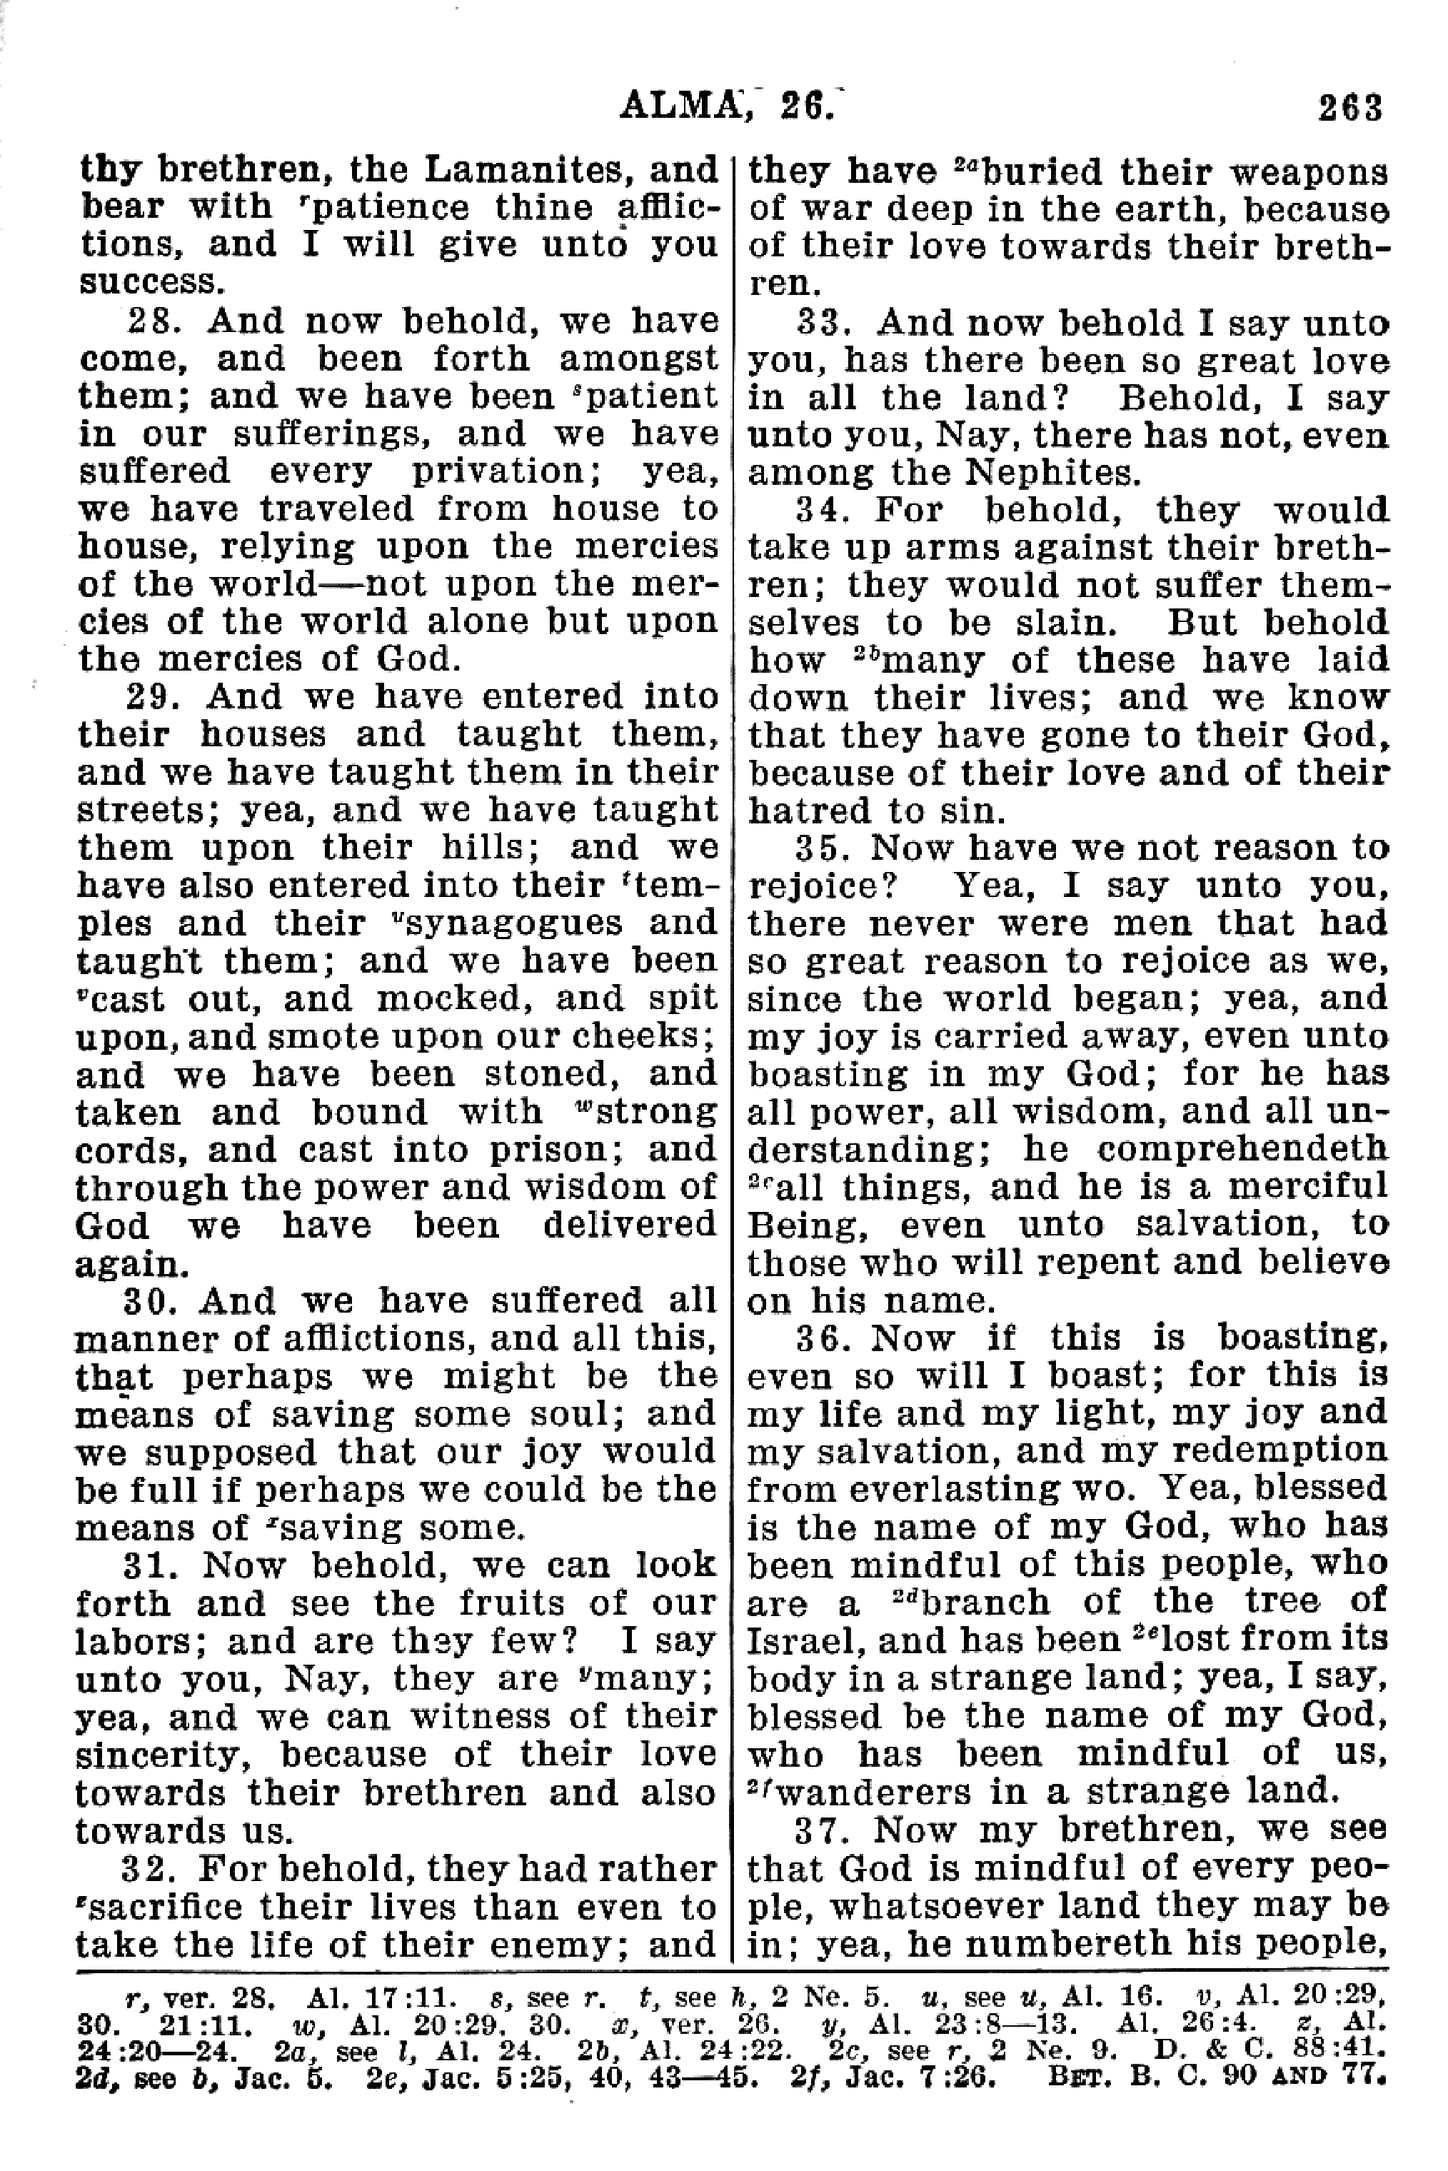 ALMA, 26.
263
thy brethren, the Lamanites, and
bear with ʳpatience thine afflic-
tions, and I will give unto you
success.
28. And now behold, we have
come, and been forth amongst
them; and we have been ˢpatient
in our sufferings, and we have
suffered every privation; yea,
we have traveled from house to
house, relying upon the mercies
of the world—not upon the mer-
cies of the world alone but upon
the mercies of God.
29. And we have entered into
their houses and taught them,
and we have taught them in their
streets; yea, and we have taught
them upon their hills; and we
have also entered into their ᵗtem-
ples and their ᵘsynagogues and
taught them; and we have been
ᵛcast out, and mocked, and spit
upon, and smote upon our cheeks;
and we have been stoned, and
taken and bound with ʷstrong
cords, and cast into prison; and
through the power and wisdom of
God we have been delivered
again.
30. And we have suffered all
manner of afflictions, and all this,
that perhaps we might be the
means of saving some soul; and
we supposed that our joy would
be full if perhaps we could be the
means of ˣsaving some.
31. Now behold, we can look
forth and see the fruits of our
labors; and are they few? I say
unto you, Nay, they are ʸmany;
yea, and we can witness of their
sincerity, because of their love
towards their brethren and also
towards us.
32. For behold, they had rather
ᶻsacrifice their lives than even to
take the life of their enemy; and
they have ²ᵃburied their weapons
of war deep in the earth, because
of their love towards their breth-
ren.
33. And now behold I say unto
you, has there been so great love
in all the land? Behold, I say
unto you, Nay, there has not, even
among the Nephites.
34. For behold, they would
take up arms against their breth-
ren; they would not suffer them-
selves to be slain. But behold
how ²ᵇmany of these have laid
down their lives; and we know
that they have gone to their God,
because of their love and of their
hatred to sin.
35. Now have we not reason to
rejoice? Yea, I say unto you,
there never were men that had
so great reason to rejoice as we,
since the world began; yea, and
my joy is carried away, even unto
boasting in my God; for he has
all power, all wisdom, and all un-
derstanding; he comprehendeth
²ᶜall things, and he is a merciful
Being, even unto salvation, to
those who will repent and believe
on his name.
36. Now if this is boasting,
even so will I boast; for this is
my life and my light, my joy and
my salvation, and my redemption
from everlasting wo. Yea, blessed
is the name of my God, who has
been mindful of this people, who
are a ²ᵈbranch of the tree of
Israel, and has been ²ᵉlost from its
body in a strange land; yea, I say,
blessed be the name of my God,
who has been mindful of us,
²ᶠwanderers in a strange land.
37. Now my brethren, we see
that God is mindful of every peo-
ple, whatsoever land they may be
in; yea, he numbereth his people,
r, ver. 28. Al. 17:11. s, see r. t, see h, 2 Ne. 5. u, see u, Al. 16. v, Al. 20:29,
30. 21:11. w, Al. 20:29, 30. x, ver. 26. y, Al. 23:8—13. Al. 26:4. z, Al.
24:20—24. 2a, see l, Al. 24. 2b, Al. 24:22. 2c, see r, 2 Ne. 9. D. & C. 88:41.
2d, see b, Jac. 5. 2e, Jac. 5:25, 40, 43—45. 2f, Jac. 7:26. BET. B. C. 90 AND 77.